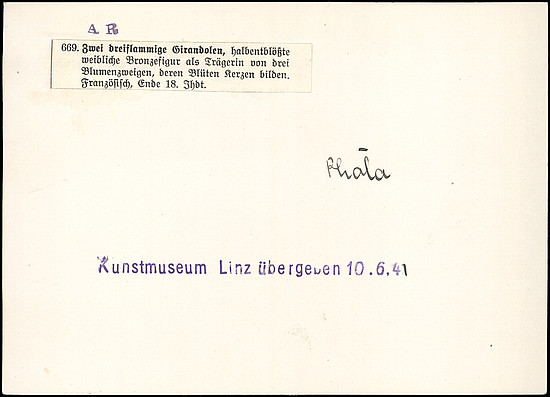 A R
669. Zwei dreiflammige Girandolen, halbentblößte
weibliche Bronzefigur als Trägerin von drei
Blumenzweigen, deren Blüten Kerzen bilden.
Französisch, Ende 18. Jhdt.
Kunstmuseum Linz übergeben 10.6.41